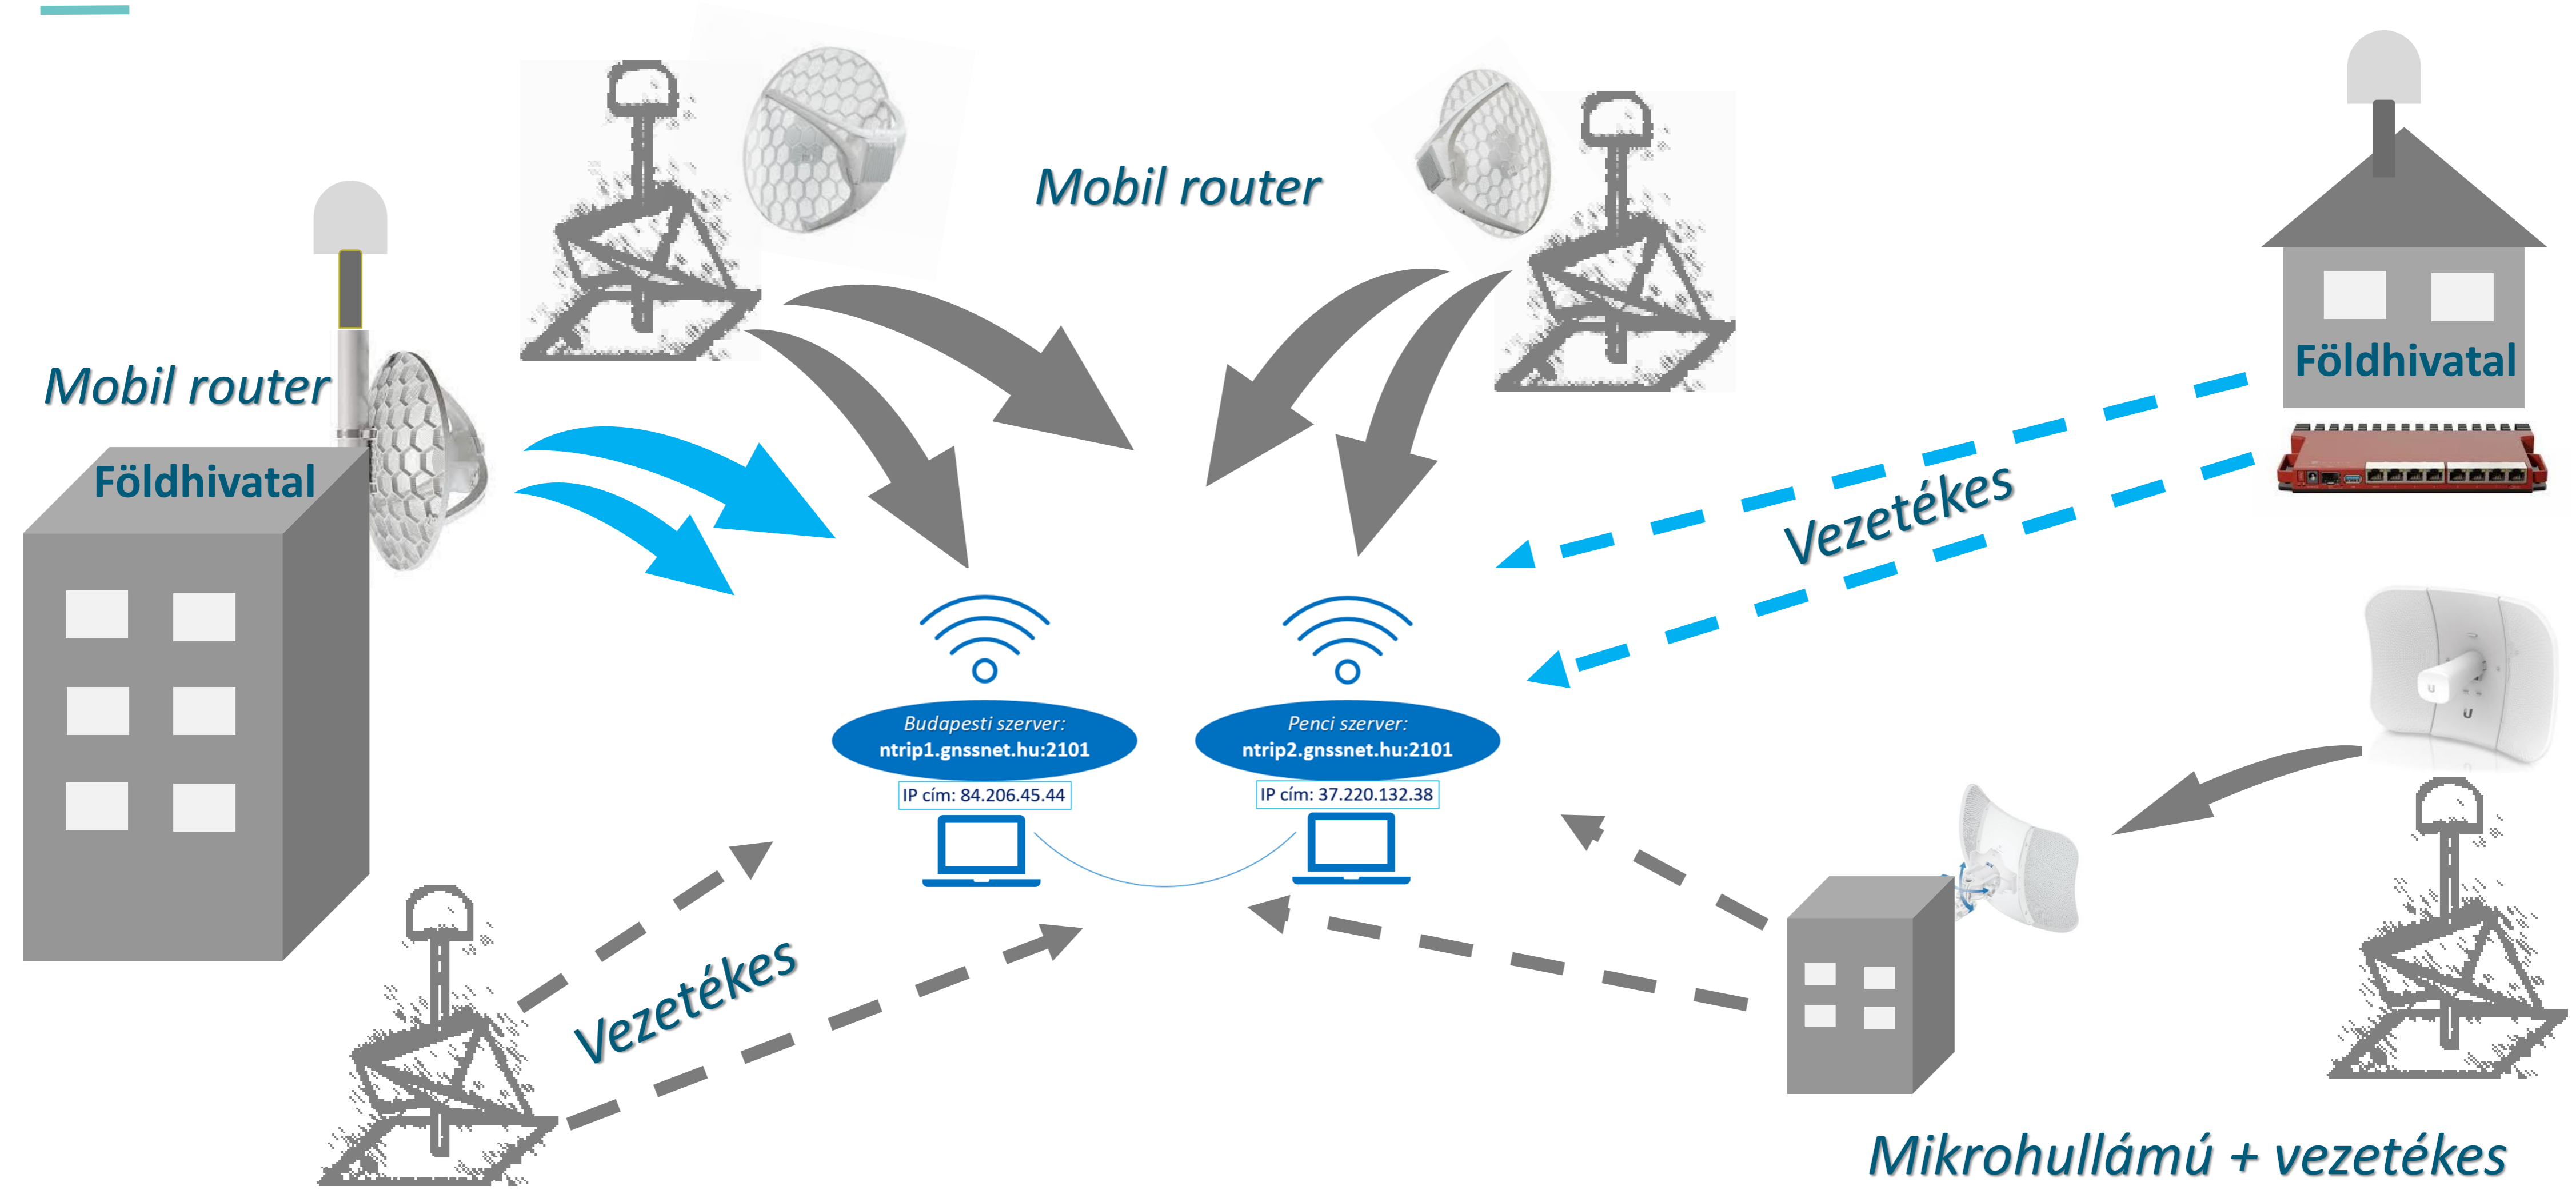 Mobil router
Földhivatal
Mobil router
Földhivatal
Vezetékes
Budapesti szerver:
ntrip1.gnssnet.hu:2101
IP cím: 84.206.45.44
Penci szerver:
ntrip2.gnssnet.hu:2101
IP cím: 37.220.132.38
Vezetékes
Mikrohullámú + vezetékes